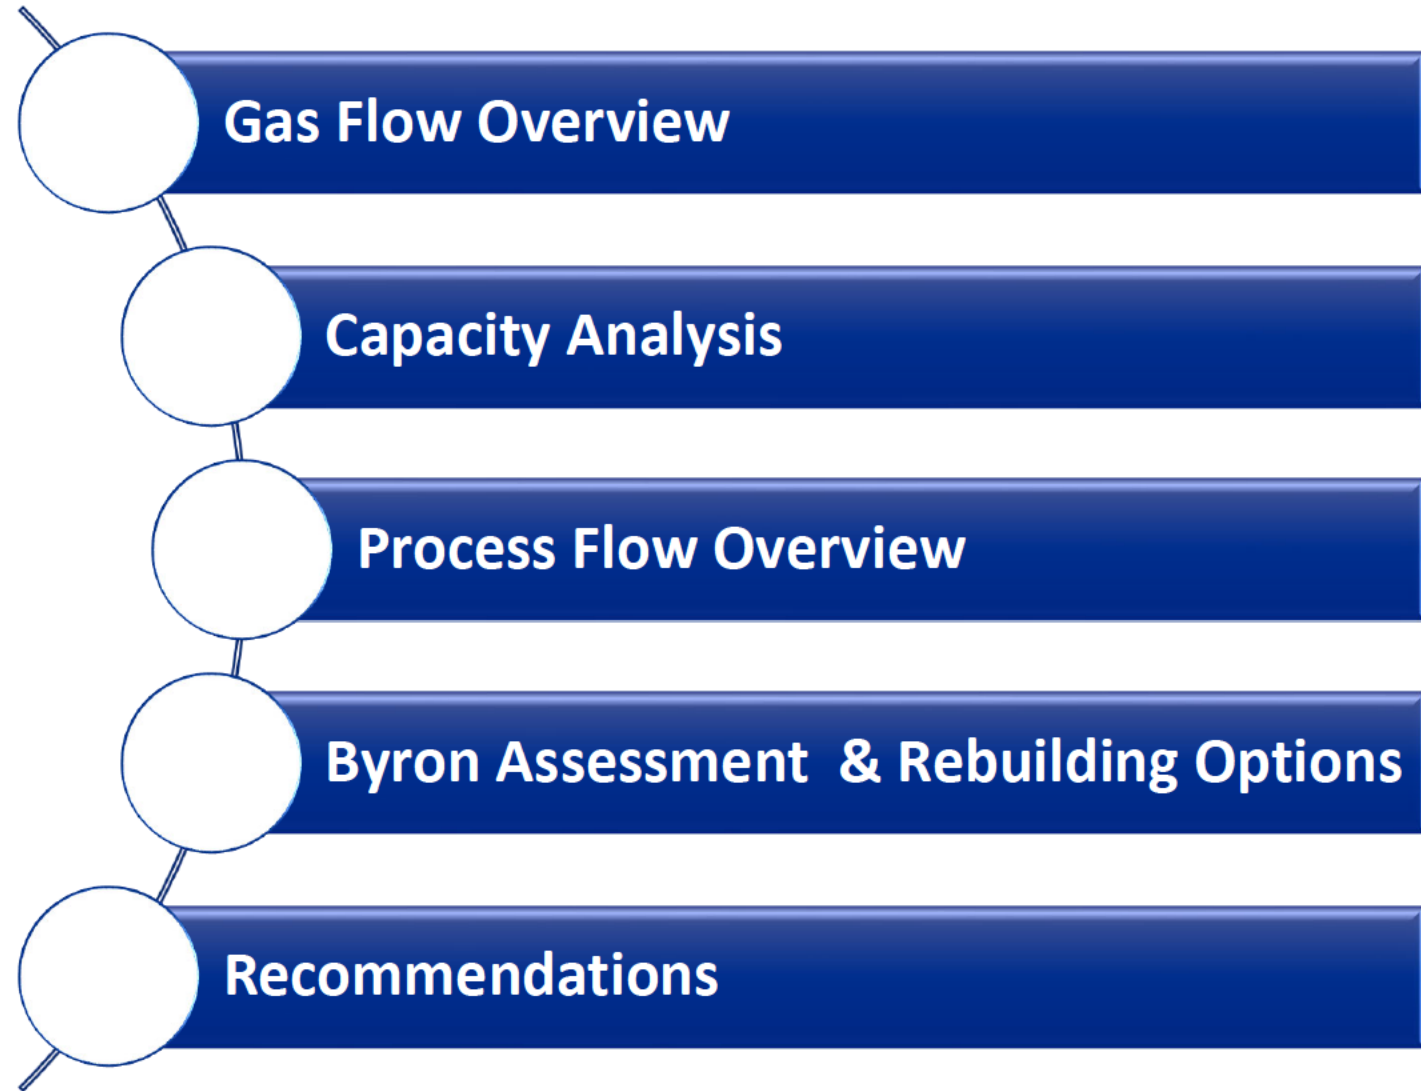 Gas Flow Overview
Capacity Analysis
Process Flow Overview
Byron Assessment  & Rebuilding Options
Recommendations